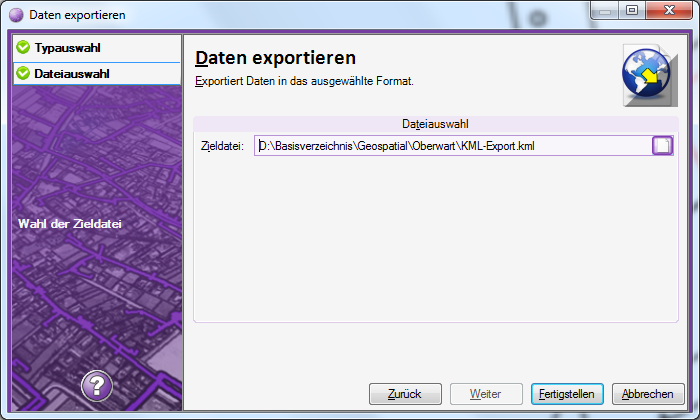 Daten exportieren
Typauswahl
Dateiauswahl
Wahl der Zieldatei
?
Daten exportieren
Exportiert Daten in das ausgewählte Format.
Dateiauswahl
Zieldatei: D:\Basisverzeichnis\Geospatial\Oberwart\KML-Export.kml
Zurück Weiter Fertigstellen Abbrechen